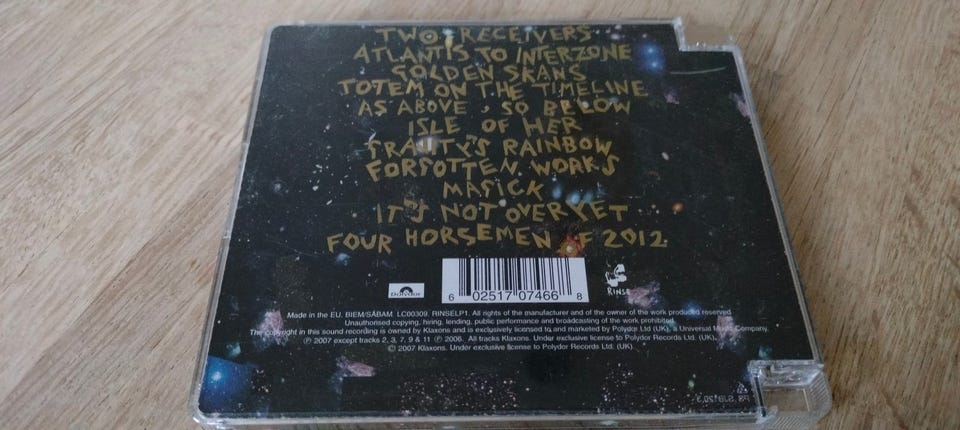 TWO RECEIVERS
ATLANTIS TO INTERZONE
GOLDEN SKANS
TOTEM ON THE TIMELINE
AS ABOVE, SO BELOW
ISLE OF HER
GRAVITY'S RAINBOW
FORGOTTEN WORKS
MAGICK
IT'S NOT OVER YET
FOUR HORSEMEN OF 2012
Polydor
6 02517 07466 8
RINSE
Made in the EU. BIEM/SABAM. LC00309. RINSELP1. All rights of the manufacturer and of the owner of the work produced reserved.
Unauthorised copying, hiring, lending, public performance and broadcasting of the work prohibited.
The copyright in this sound recording is owned by Klaxons and is exclusively licensed to and marketed by Polydor Ltd (UK), a Universal Music Company.
℗ 2007 except tracks 2, 3, 7, 9 & 11 ℗ 2006. All tracks Klaxons. Under exclusive license to Polydor Records Ltd. (UK).
© 2007 Klaxons. Under exclusive license to Polydor Records Ltd. (UK).